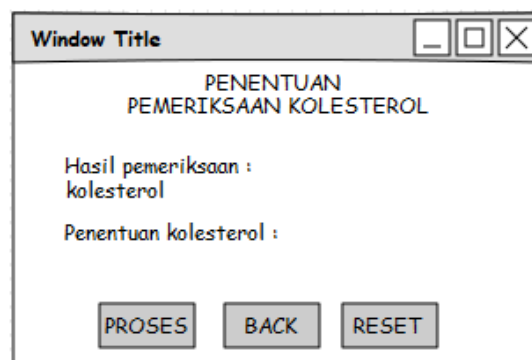 Window Title
PENENTUAN
PEMERIKSAAN KOLESTEROL
Hasil pemeriksaan :
kolesterol
Penentuan kolesterol :
PROSES BACK RESET